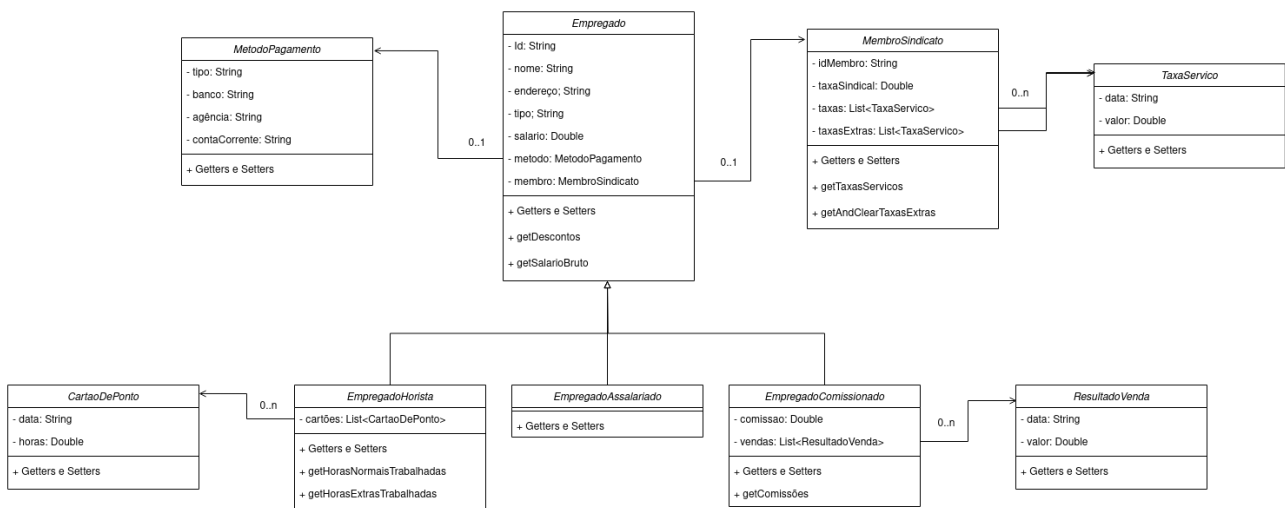 Empregado
- Id: String
- nome: String
- endereço; String
- tipo; String
- salario: Double
- metodo: MetodoPagamento
- membro: MembroSindicato
+ Getters e Setters
+ getDescontos
+ getSalarioBruto
MetodoPagamento
- tipo: String
- banco: String
- agência: String
- contaCorrente: String
+ Getters e Setters
0..1
0..1
MembroSindicato
- idMembro: String
- taxaSindical: Double
- taxas: List<TaxaServico>
- taxasExtras: List<TaxaServico>
+ Getters e Setters
+ getTaxasServicos
+ getAndClearTaxasExtras
0..n
TaxaServico
- data: String
- valor: Double
+ Getters e Setters
CartaoDePonto
- data: String
- horas: Double
+ Getters e Setters
0..n
EmpregadoHorista
- cartões: List<CartaoDePonto>
+ Getters e Setters
+ getHorasNormaisTrabalhadas
+ getHorasExtrasTrabalhadas
EmpregadoAssalariado
+ Getters e Setters
EmpregadoComissionado
- comissao: Double
- vendas: List<ResultadoVenda>
+ Getters e Setters
+ getComissões
0..n
ResultadoVenda
- data: String
- valor: Double
+ Getters e Setters